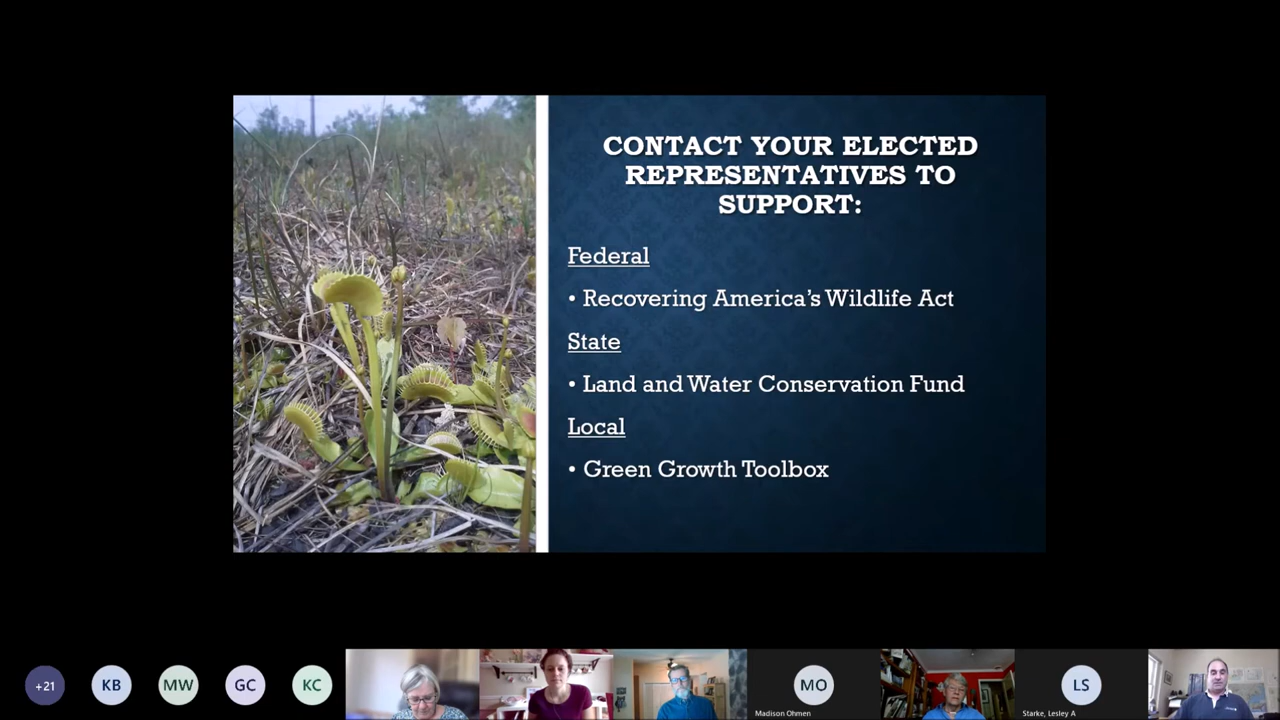 CONTACT YOUR ELECTED
REPRESENTATIVES TO
SUPPORT:
Federal
• Recovering America's Wildlife Act
State
• Land and Water Conservation Fund
Local
• Green Growth Toolbox
+21
KB
MW
GC
KC
MO
Madison Ohmen
LS
Starke, Lesley A